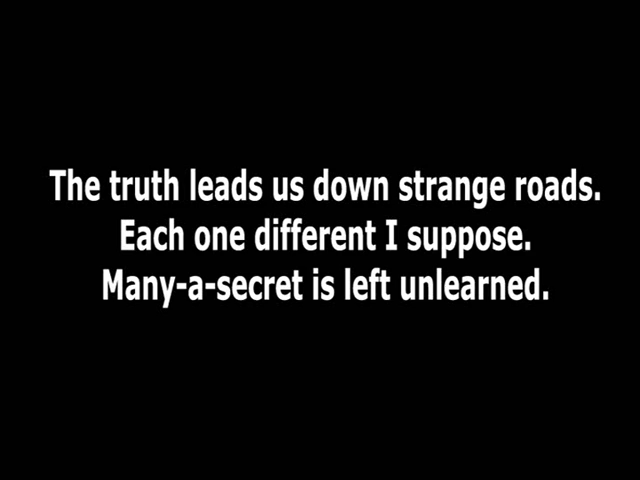 The truth leads us down strange roads.
Each one different I suppose.
Many-a-secret is left unlearned.